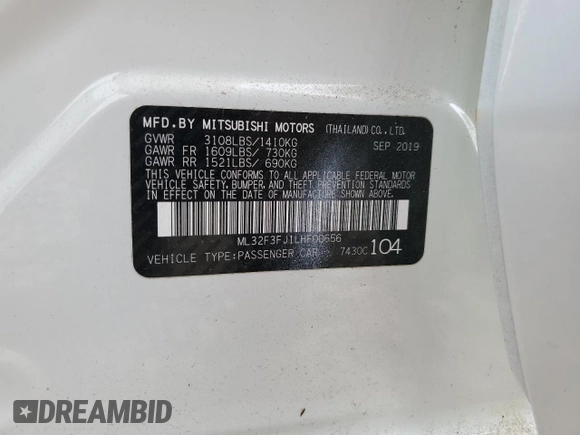 MFD.BY MITSUBISHI MOTORS (THAILAND) CO., LTD.
GVWR 3108LBS/1410KG SEP 2019
GAWR FR 1609LBS/ 730KG
GAWR RR 1521LBS/ 690KG
THIS VEHICLE CONFORMS TO ALL APPLICABLE FEDERAL MOTOR
VEHICLE SAFETY, BUMPER, AND THEFT PREVENTION STANDARDS
IN EFFECT ON THE DATE OF MANUFACTURE SHOWN ABOVE.
ML32F3FJ1LHF00656
VEHICLE TYPE:PASSENGER CAR 7430C 104
DREAMBID